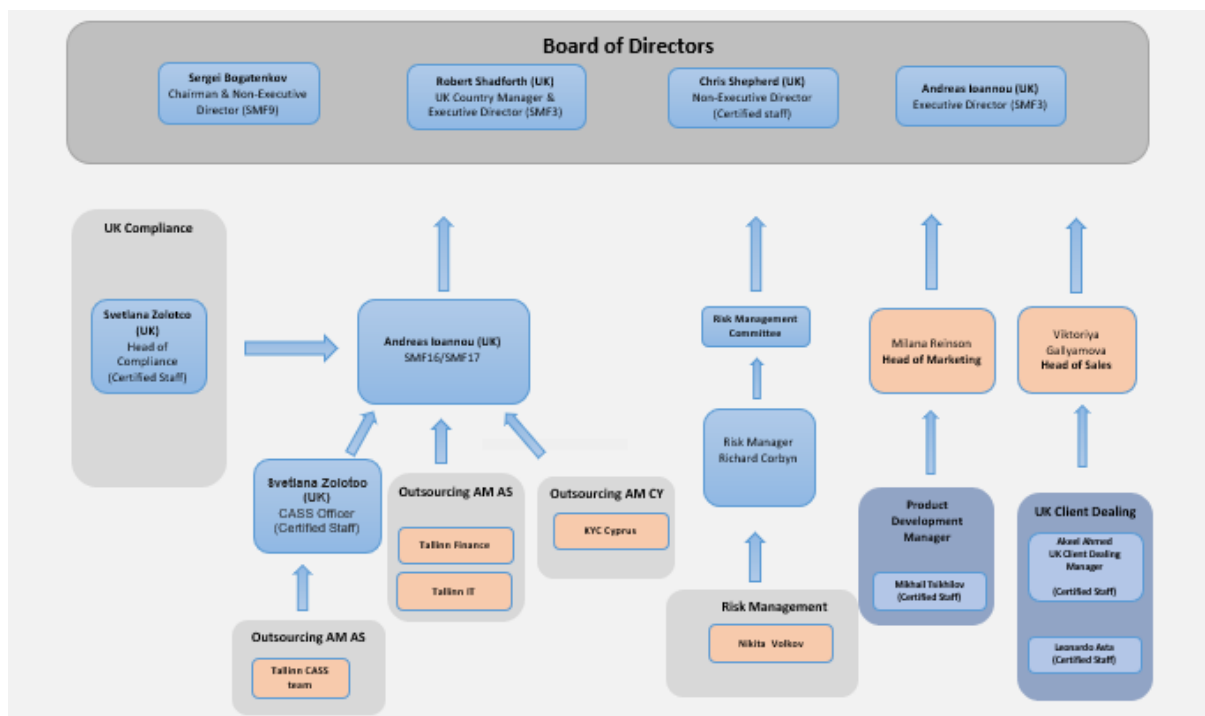 Board of Directors
Sergei Bogatenkov
Chairman & Non-Executive
Director (SMF9)
Robert Shadforth (UK)
UK Country Manager &
Executive Director (SMF3)
Chris Shepherd (UK)
Non-Executive Director
(Certified staff)
Andreas Ioannou (UK)
Executive Director (SMF3)
UK Compliance
Svetlana Zolotco
(UK)
Head of
Compliance
(Certified Staff)
Andreas Ioannou (UK)
SMF16/SMF17
Risk Management
Committee
Milana Reinson
Head of Marketing
Viktoriya
Gallyamova
Head of Sales
Risk Manager
Richard Corbyn
Svetlana Zolotco
(UK)
CASS Officer
(Certified Staff)
Outsourcing AM AS
Tallinn Finance
Tallinn IT
Outsourcing AM CY
KYC Cyprus
Product
Development
Manager
Mikhail Tsikhilov
(Certified Staff)
UK Client Dealing
Akeel Ahmed
UK Client Dealing
Manager
(Certified Staff)
Leonardo
(Certified Staff)
Risk Management
Nikita Volkov
Outsourcing AM AS
Tallinn CASS
team